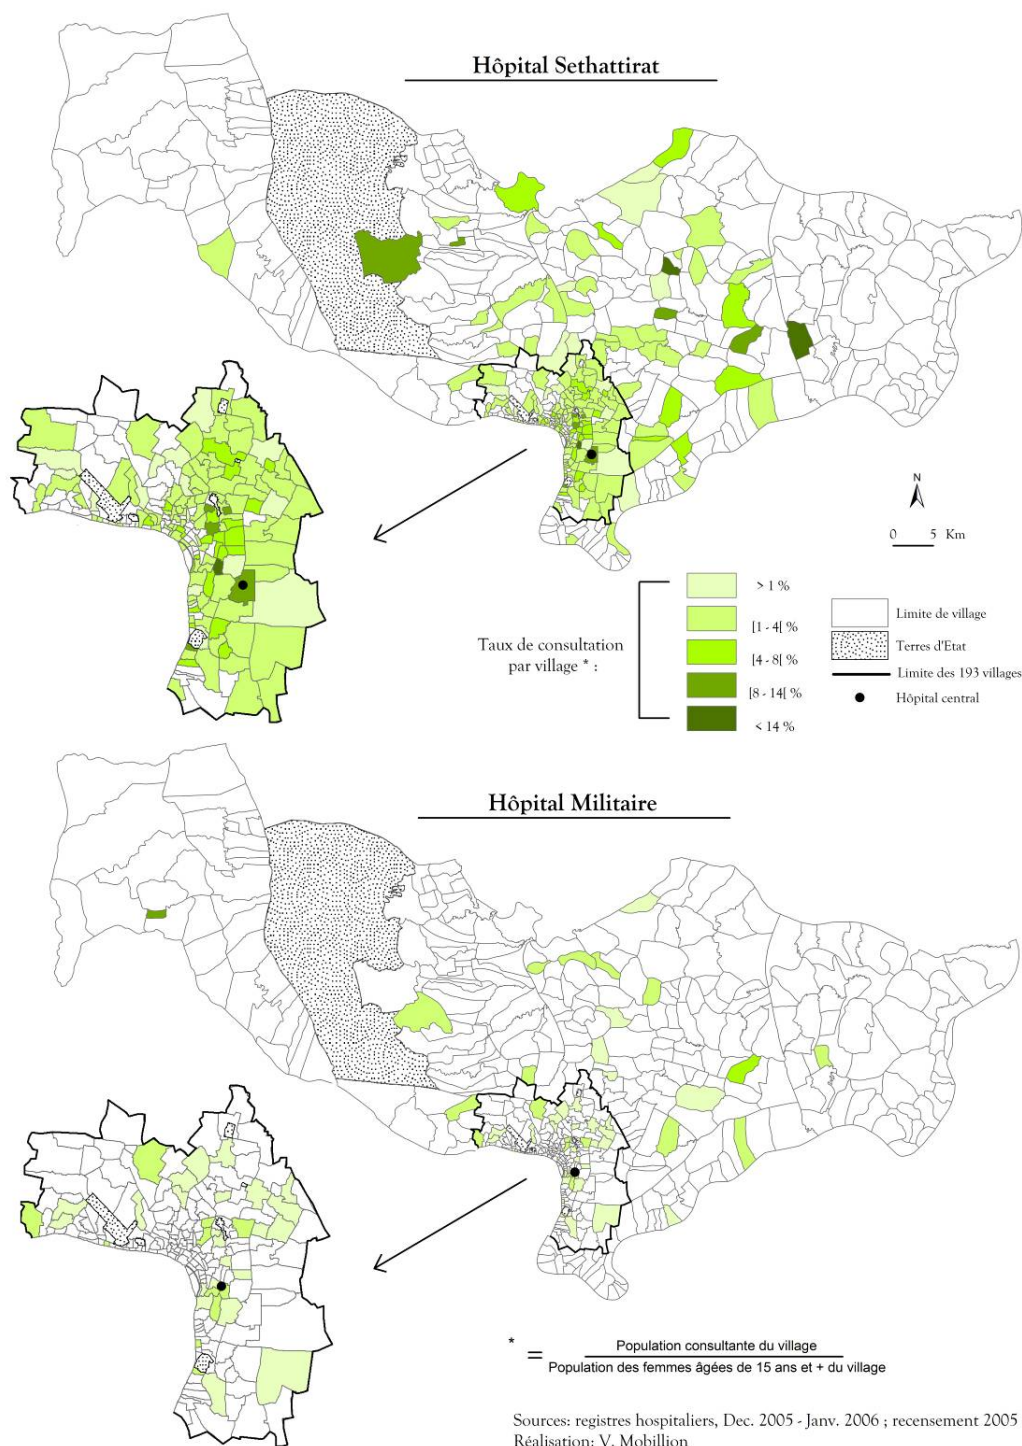 Hôpital Sethattirat
N
0 5 Km
Taux de consultation
par village * :
> 1 %
[1 - 4[ %
[4 - 8[ %
[8 - 14[ %
< 14 %
Limite de village
Terres d'Etat
Limite des 193 villages
Hôpital central
Hôpital Militaire
* = Population consultante du village
Population des femmes âgées de 15 ans et + du village
Sources: registres hospitaliers, Dec. 2005 - Janv. 2006 ; recensement 2005
Réalisation: V. Mobillion